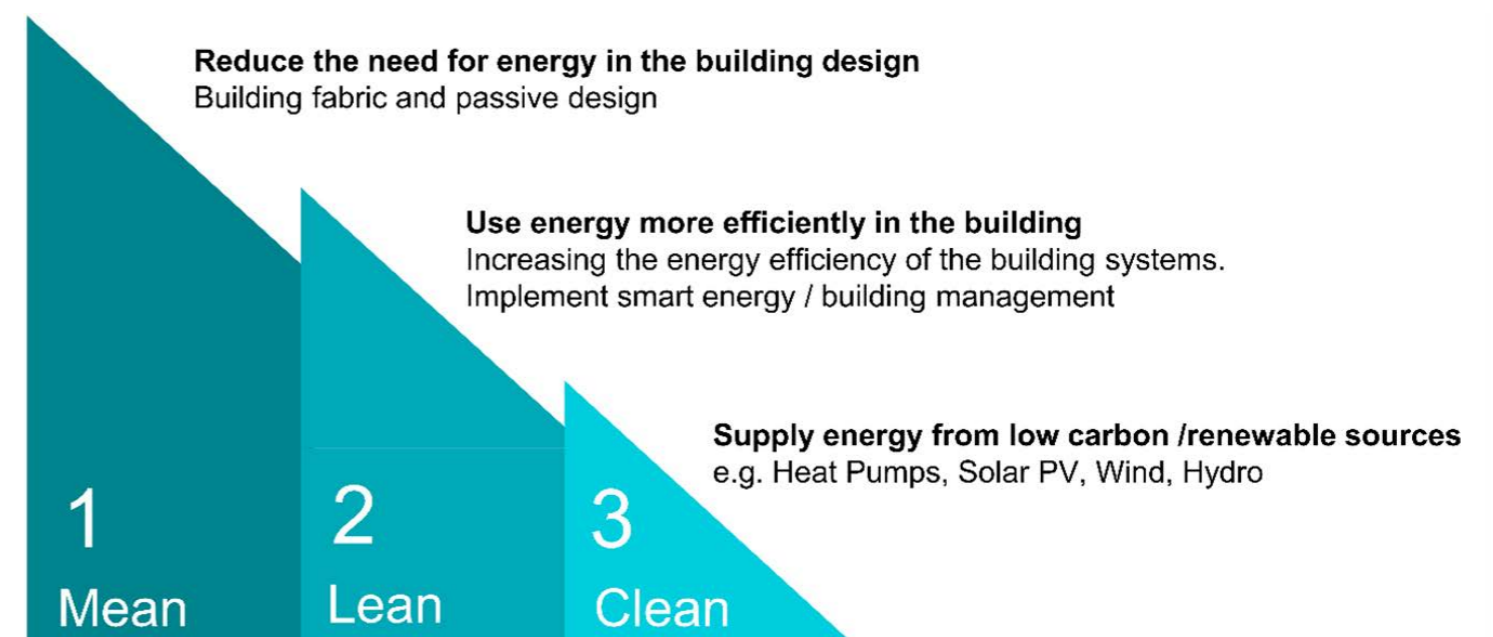 Reduce the need for energy in the building design
Building fabric and passive design
Use energy more efficiently in the building
Increasing the energy efficiency of the building systems.
Implement smart energy / building management
Supply energy from low carbon /renewable sources
e.g. Heat Pumps, Solar PV, Wind, Hydro
1
Mean
2
Lean
3
Clean